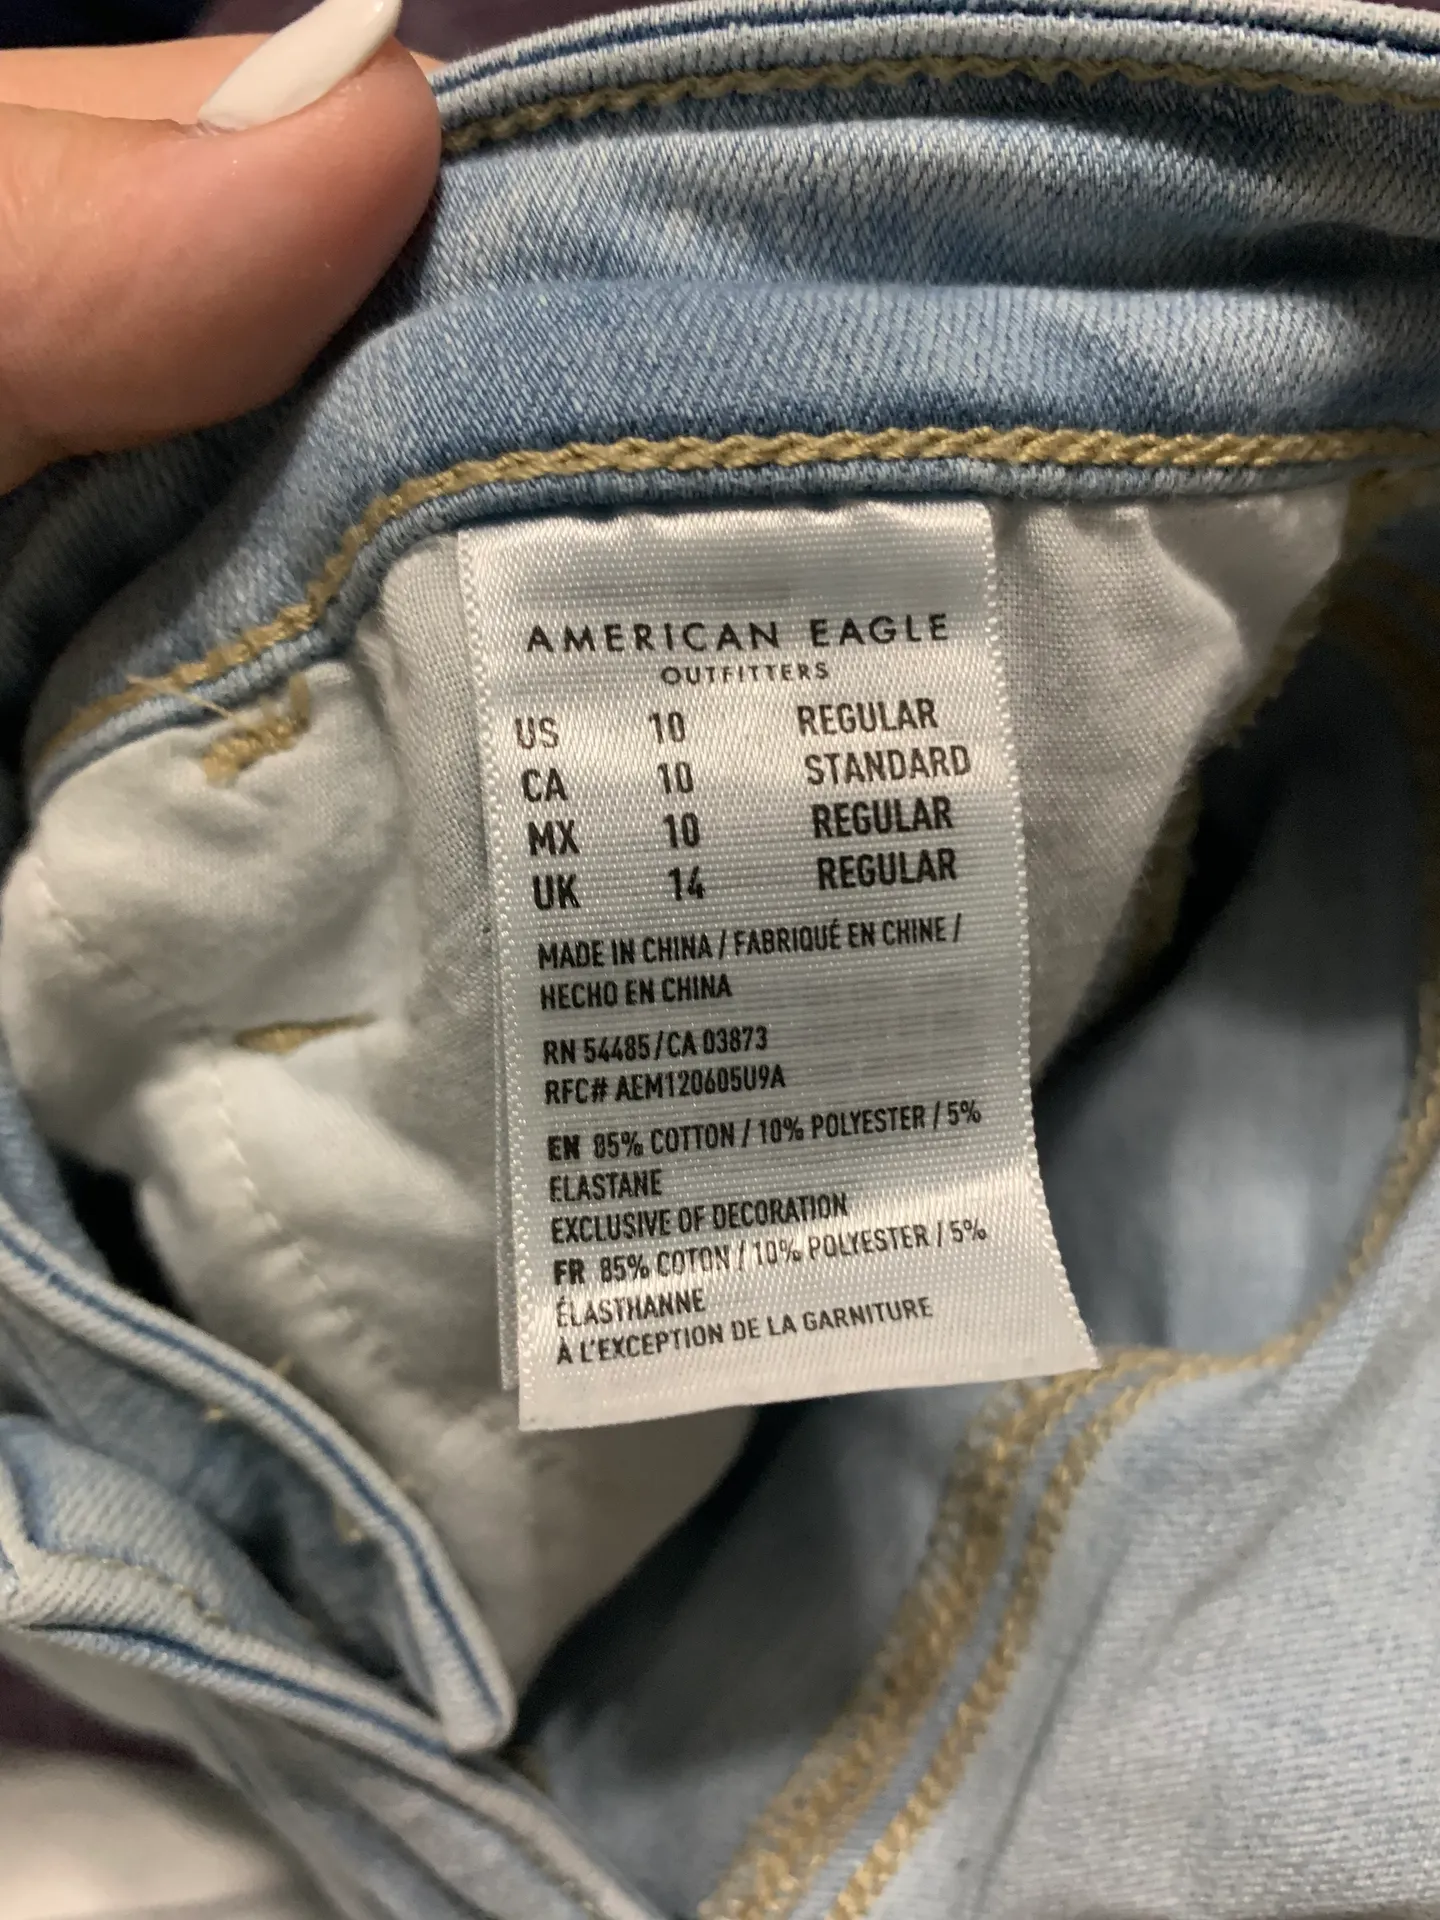 AMERICAN EAGLE
OUTFITTERS
US 10 REGULAR
CA 10 STANDARD
MX 10 REGULAR
UK 14 REGULAR
MADE IN CHINA / FABRIQUÉ EN CHINE /
HECHO EN CHINA
RN 54485 / CA 03873
RFC# AEM120605U9A
EN 85% COTTON / 10% POLYESTER / 5%
ELASTANE
EXCLUSIVE OF DECORATION
FR 85% COTON / 10% POLYESTER / 5%
ÉLASTHANNE
À L'EXCEPTION DE LA GARNITURE